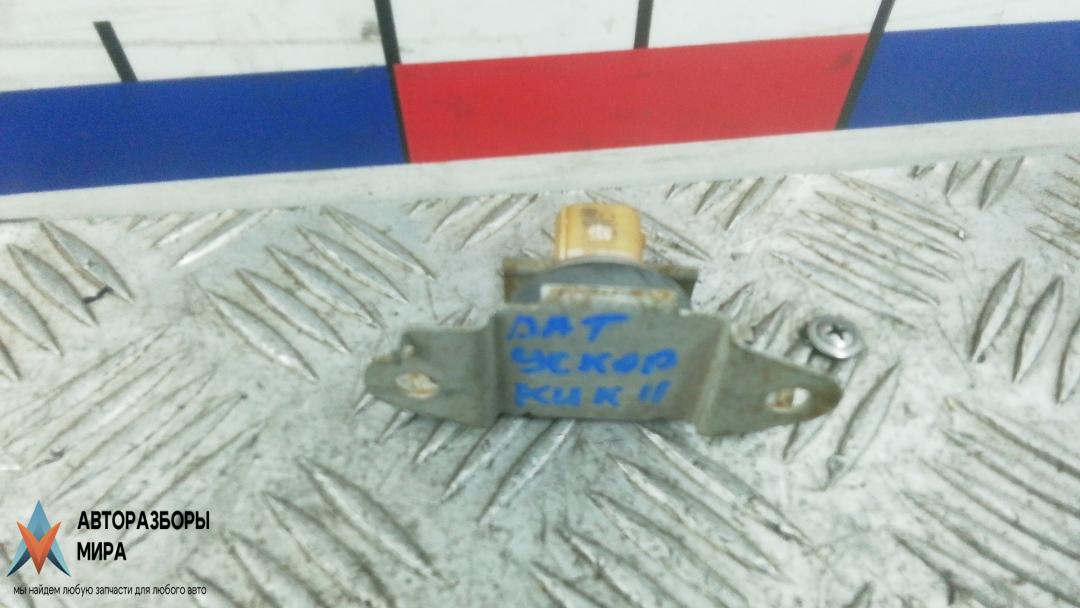 ДАТ
УСКОР
КИК II
АВТОРАЗБОРЫ
МИРА
мы найдем любую запчасти для любого авто